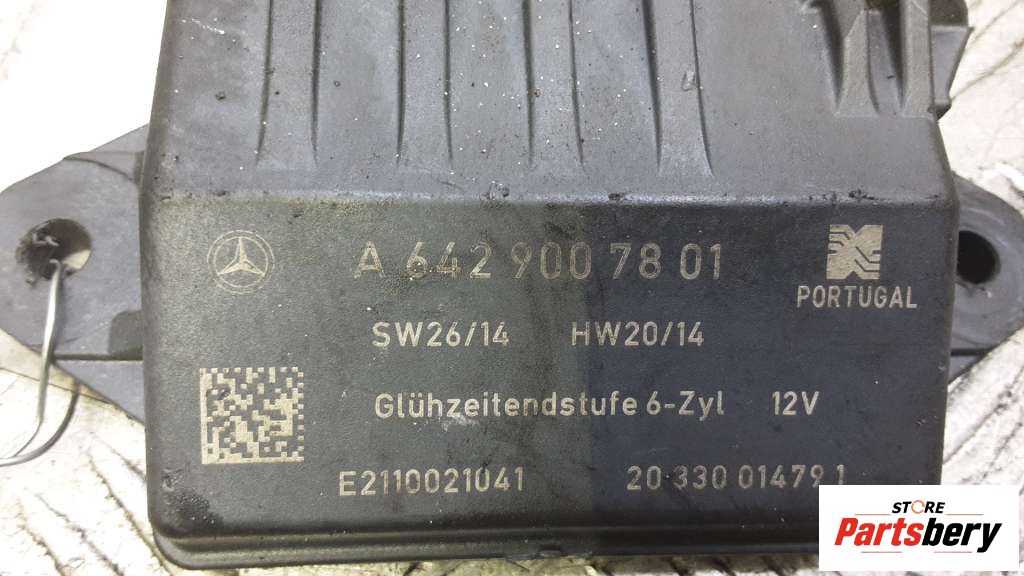 A 642 900 78 01
PORTUGAL
SW26/14 HW20/14
Glühzeitendstufe 6-Zyl 12V
E2110021041 20 330 01479 1
STORE
Partsbery